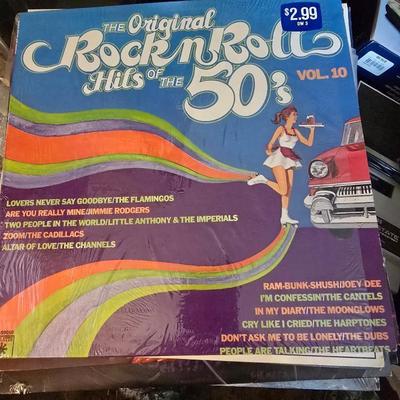 THE Original
Rock n Roll
Hits OF THE 50's
VOL. 10
$2.99
LOVERS NEVER SAY GOODBYE/THE FLAMINGOS
ARE YOU REALLY MINE/JIMMIE RODGERS
TWO PEOPLE IN THE WORLD/LITTLE ANTHONY & THE IMPERIALS
ZOOM/THE CADILLACS
ALTAR OF LOVE/THE CHANNELS
RAM-BUNK-SHUSH/JOEY DEE
I'M CONFESSIN'/THE CANTELS
IN MY DIARY/THE MOONGLOWS
CRY LIKE I CRIED/THE HARPTONES
DON'T ASK ME TO BE LONELY/THE DUBS
PEOPLE ARE TALKING/THE HEARTBEATS